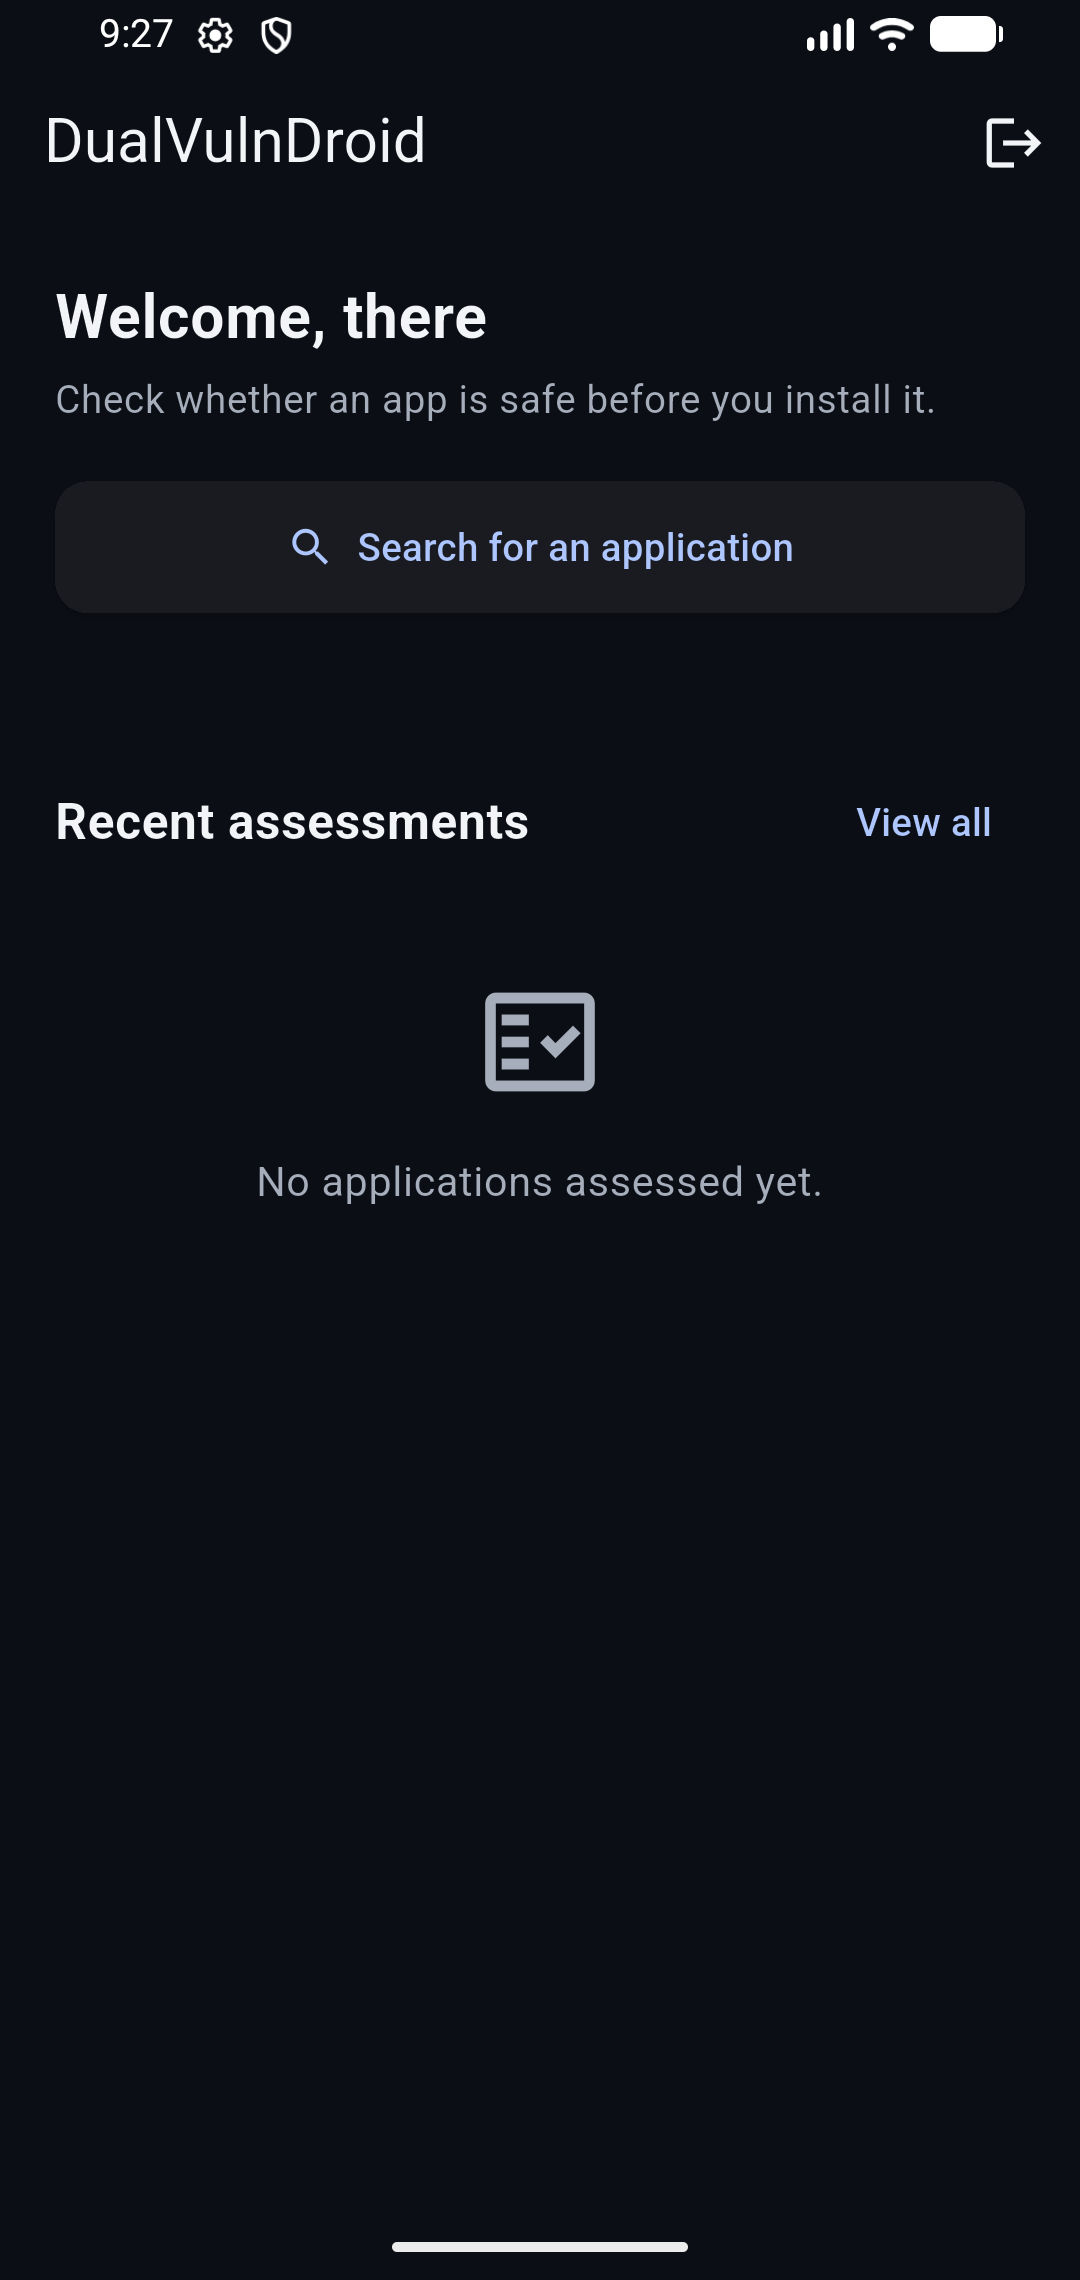 9:27
DualVulnDroid
Welcome, there
Check whether an app is safe before you install it.
Search for an application
Recent assessments
View all
No applications assessed yet.